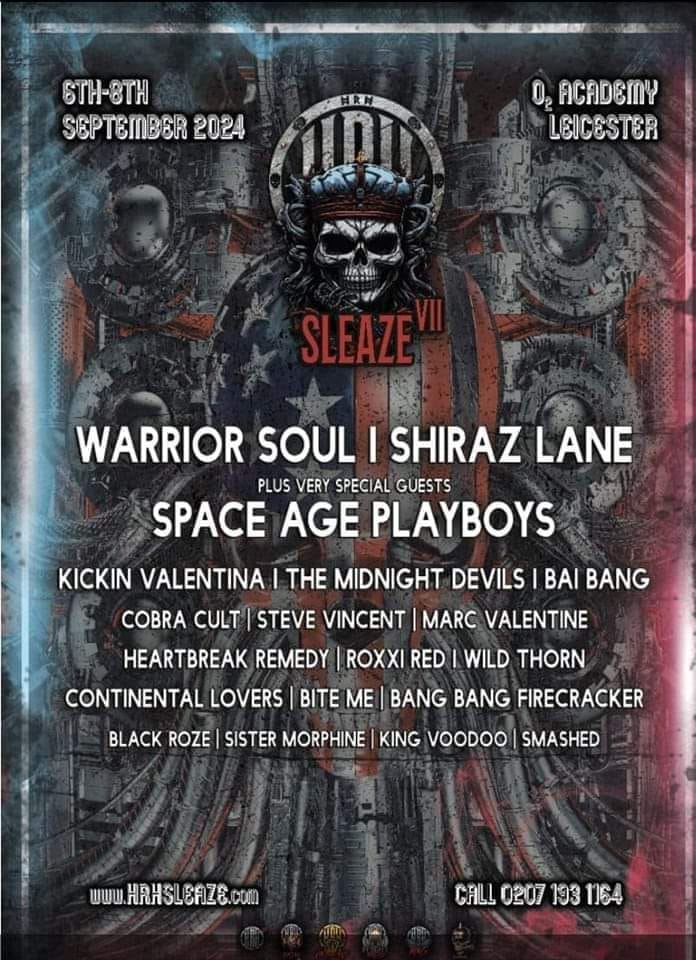 6TH-8TH
SEPTEMBER 2024
O2 ACADEMY
LEICESTER
HRH
HRH
SLEAZE VII
WARRIOR SOUL | SHIRAZ LANE
PLUS VERY SPECIAL GUESTS
SPACE AGE PLAYBOYS
KICKIN VALENTINA | THE MIDNIGHT DEVILS | BAI BANG
COBRA CULT | STEVE VINCENT | MARC VALENTINE
HEARTBREAK REMEDY | ROXXI RED | WILD THORN
CONTINENTAL LOVERS | BITE ME | BANG BANG FIRECRACKER
BLACK ROZE | SISTER MORPHINE | KING VOODOO | SMASHED
www.HRHSLEAZE.com
CALL 0207 193 1164